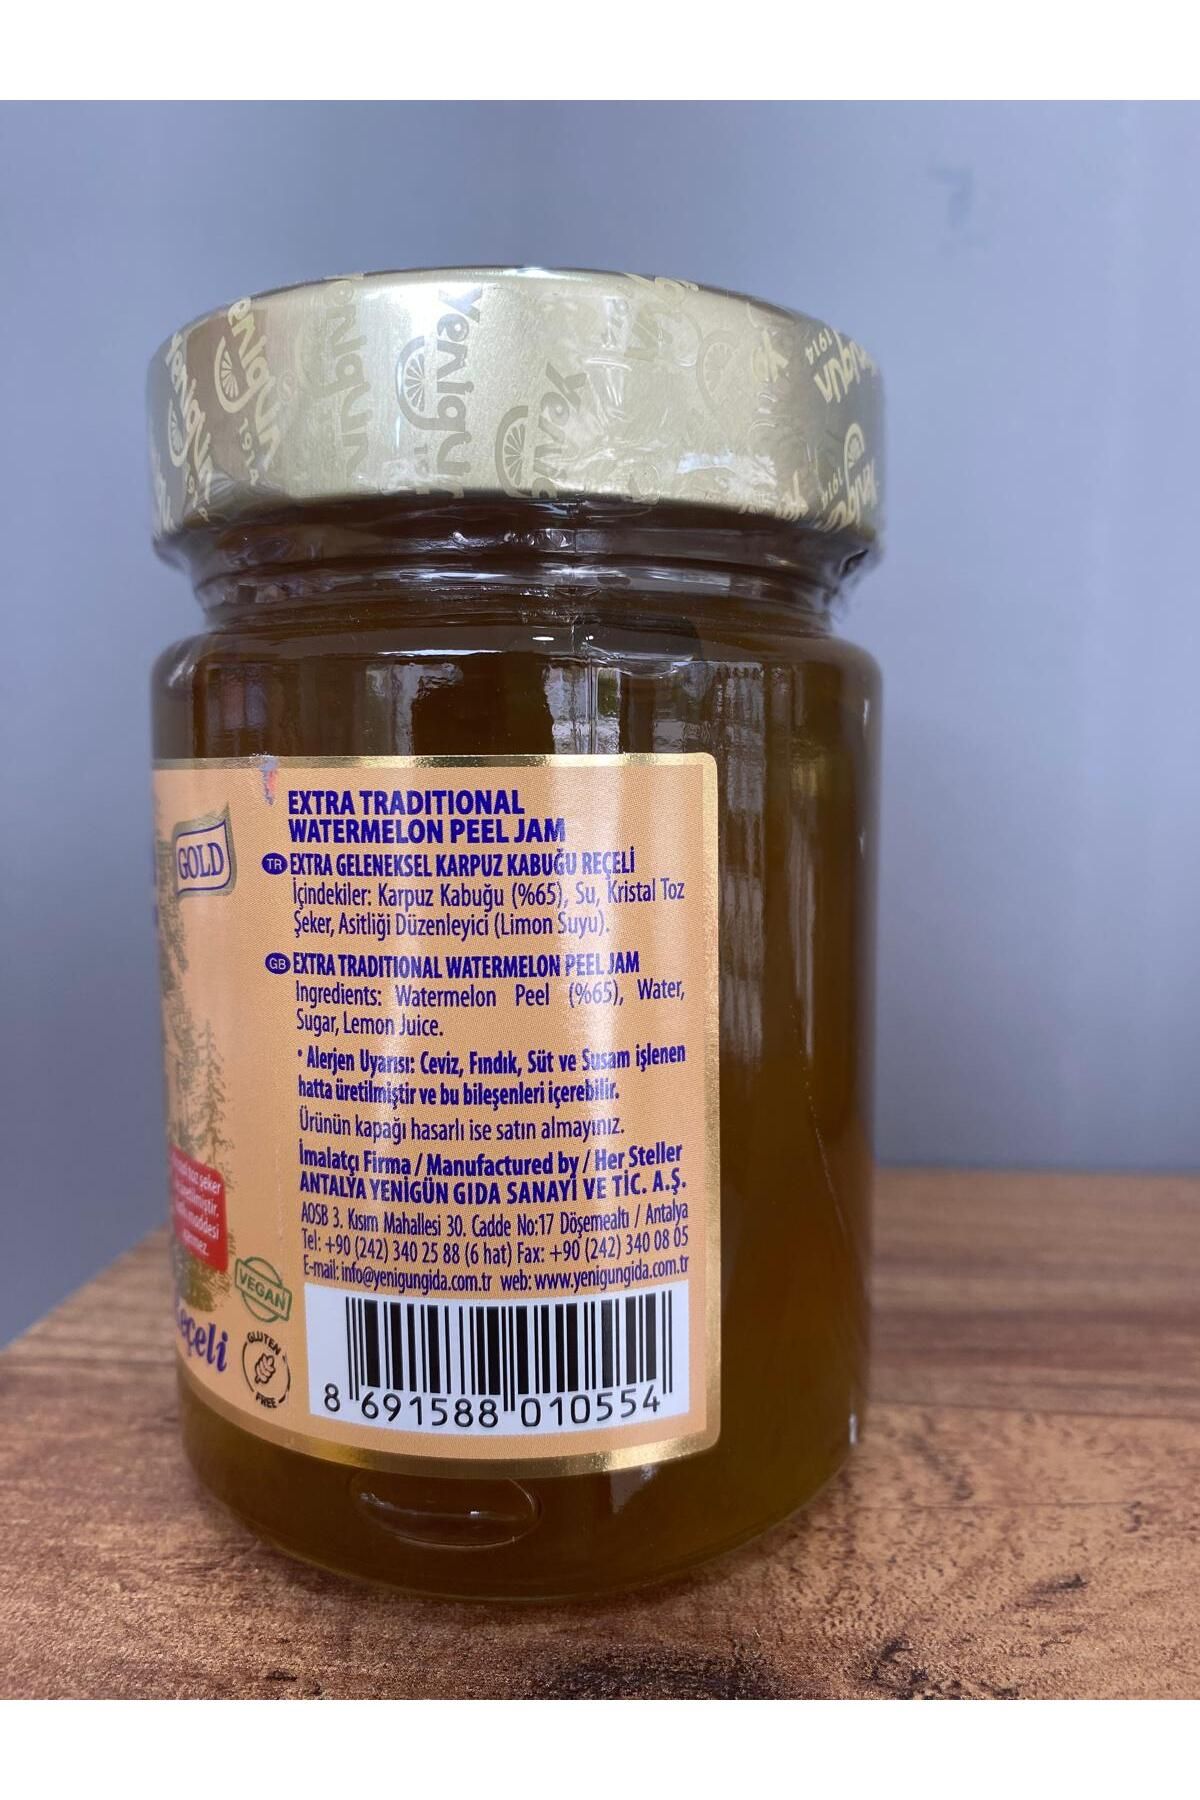 Yenigün
1914
GOLD
EXTRA TRADITIONAL
WATERMELON PEEL JAM
TR EXTRA GELENEKSEL KARPUZ KABUĞU REÇELİ
İçindekiler: Karpuz Kabuğu (%65), Su, Kristal Toz
Şeker, Asitliği Düzenleyici (Limon Suyu).
GB EXTRA TRADITIONAL WATERMELON PEEL JAM
Ingredients: Watermelon Peel (%65), Water,
Sugar, Lemon Juice.
• Alerjen Uyarısı: Ceviz, Fındık, Süt ve Susam işlenen
hatta üretilmiştir ve bu bileşenleri içerebilir.
Ürünün kapağı hasarlı ise satın almayınız.
İmalatçı Firma / Manufactured by / Her Steller
ANTALYA YENİGÜN GIDA SANAYİ VE TİC. A.Ş.
AOSB 3. Kısım Mahallesi 30. Cadde No:17 Döşemealtı / Antalya
Tel: +90 (242) 340 25 88 (6 hat) Fax: +90 (242) 340 08 05
E-mail: info@yenigungida.com.tr web: www.yenigungida.com.tr
toz şeker
VEGAN
GLUTEN
FREE
eçeli
8 691588 010554